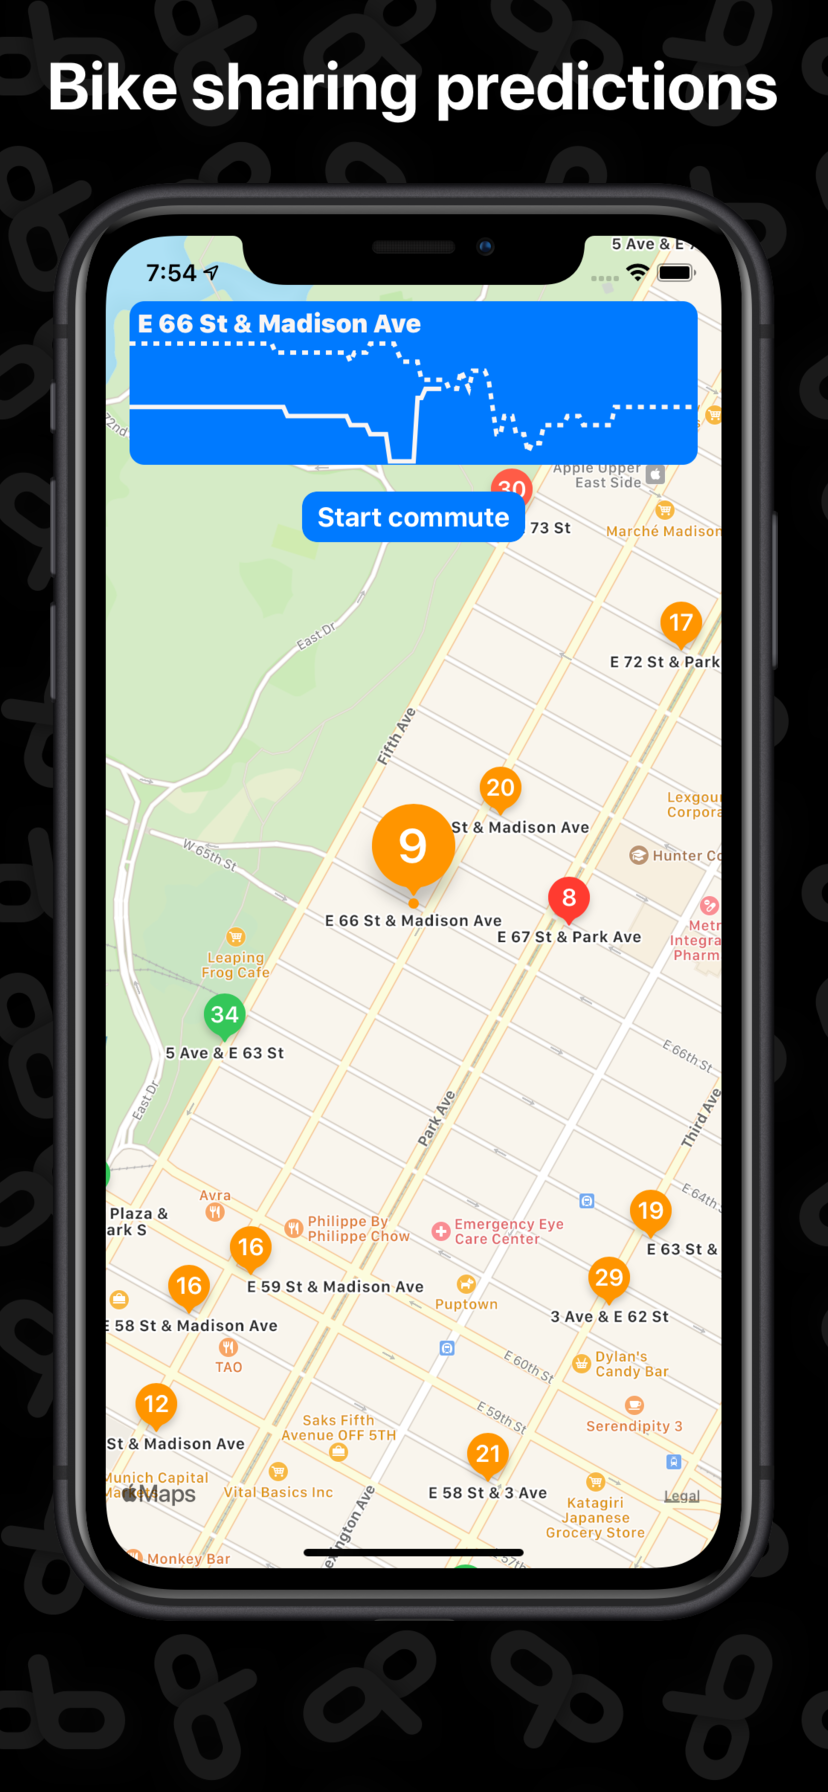 Bike sharing predictions
5 Ave & E
7:54
E 66 St & Madison Ave
72nd
Apple Upper
East Side
30
Start commute
73 St
Marché Madison
17
East Dr
E 72 St & Park
Fifth Ave
20
St & Madison Ave
Lexgou
Corpora
9
W 65th St
Hunter Co
8
E 66 St & Madison Ave
E 67 St & Park Ave
Metr
Integra
Pharm
Leaping
Frog Cafe
34
5 Ave & E 63 St
E 66th St
East Dr
Park Ave
Third Ave
E 64th
Avra
Plaza &
ark S
Philippe By
Philippe Chow
Emergency Eye
Care Center
19
E 63 St &
16
16
E 59 St & Madison Ave
29
Puptown
3 Ave & E 62 St
E 58 St & Madison Ave
TAO
E 60th St
Dylan's
Candy Bar
12
E 59th St
Saks Fifth
Avenue OFF 5TH
Serendipity 3
St & Madison Ave
21
Munich Capital
Maps
Vital Basics Inc
E 58 St & 3 Ave
Legal
Katagiri
Japanese
Grocery Store
exington Ave
Monkey Bar
57th